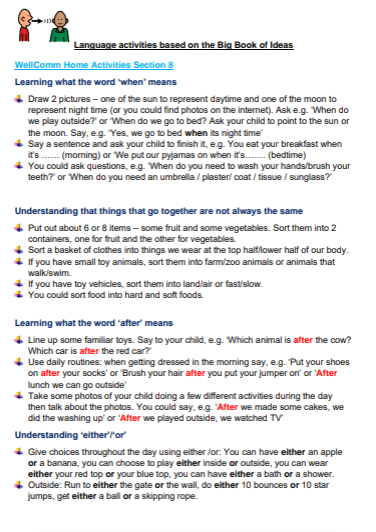 Language activities based on the Big Book of Ideas
WellComm Home Activities Section 8
Learning what the word ‘when’ means
Draw 2 pictures – one of the sun to represent daytime and one of the moon to
represent night time (or you could find photos on the internet). Ask e.g. ‘When do
we play outside?’ or ‘When do we go to bed? Ask your child to point to the sun or
the moon. Say, e.g. ‘Yes, we go to bed when its night time’
Say a sentence and ask your child to finish it, e.g. You eat your breakfast when
it’s …… (morning) or ‘We put our pyjamas on when it’s……. (bedtime)
You could ask questions, e.g. ‘When do you need to wash your hands/brush your
teeth?’ or ‘When do you need an umbrella / plaster/ coat / tissue / sunglass?’
Understanding that things that go together are not always the same
Put out about 6 or 8 items – some fruit and some vegetables. Sort them into 2
containers, one for fruit and the other for vegetables.
Sort a basket of clothes into things we wear at the top half/lower half of our body.
If you have small toy animals, sort them into farm/zoo animals or animals that
walk/swim.
If you have toy vehicles, sort them into land/air or fast/slow.
You could sort food into hard and soft foods.
Learning what the word ‘after’ means
Line up some familiar toys. Say to your child, e.g. ‘Which animal is after the cow?
Which car is after the red car?’
Use daily routines: when getting dressed in the morning say, e.g. ‘Put your shoes
on after your socks’ or ‘Brush your hair after you put your jumper on’ or ‘After
lunch we can go outside’
Take some photos of your child doing a few different activities during the day
then talk about the photos. You could say, e.g. ‘After we made some cakes, we
did the washing up’ or ‘After we played outside, we watched TV’
Understanding ‘either’/‘or’
Give choices throughout the day using either /or: You can have either an apple
or a banana, you can choose to play either inside or outside, you can wear
either your red top or your blue top, you can have either a bath or a shower.
Outside: Run to either the gate or the wall, do either 10 bounces or 10 star
jumps, get either a ball or a skipping rope.